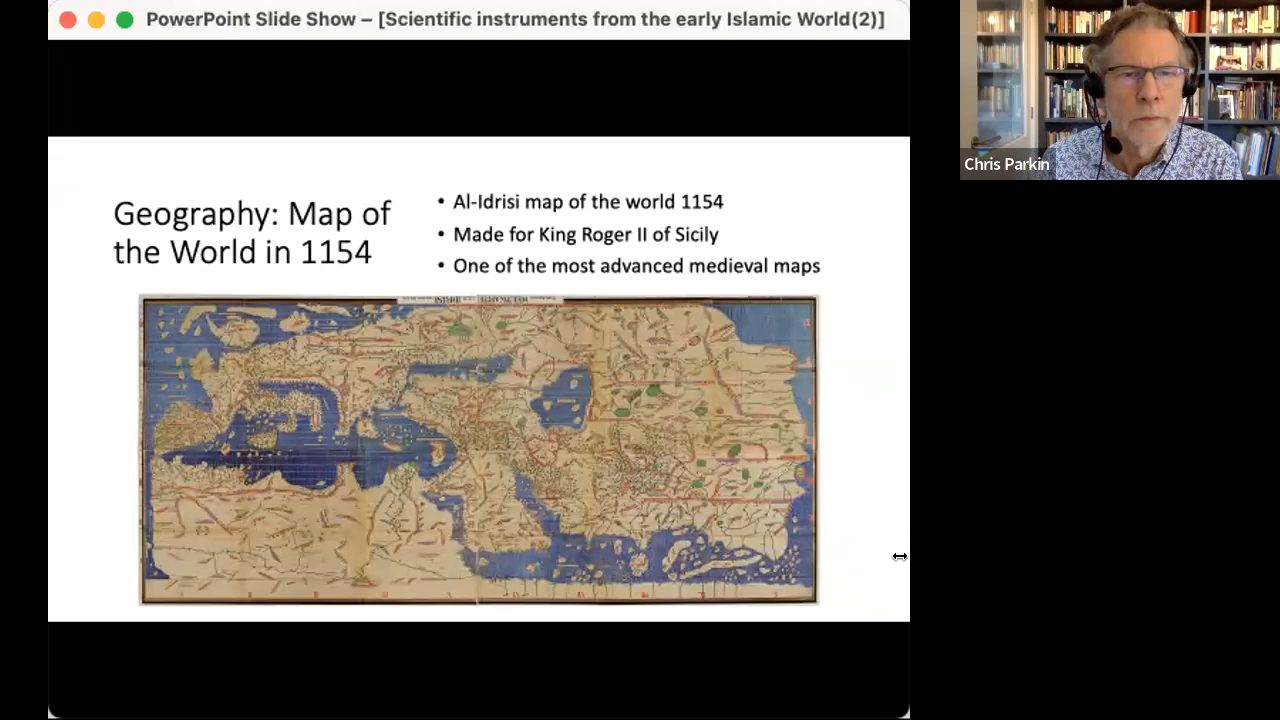 PowerPoint Slide Show – [Scientific instruments from the early Islamic World(2)]
Chris Parkin
Geography: Map of
the World in 1154
• Al-Idrisi map of the world 1154
• Made for King Roger II of Sicily
• One of the most advanced medieval maps